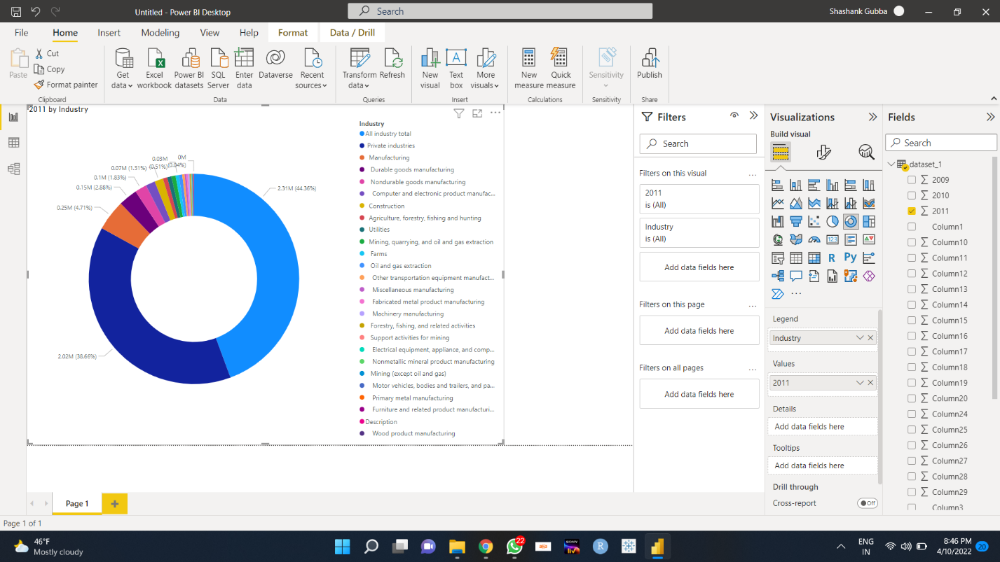 Untitled - Power BI Desktop
Search
Shashank Gubba
File
Home
Insert
Modeling
View
Help
Format
Data / Drill
Paste
Cut
Copy
Format painter
Clipboard
Get data
Excel workbook
Power BI datasets
SQL Server
Enter data
Dataverse
Recent sources
Data
Transform data
Refresh
Queries
New visual
Text box
More visuals
Insert
New measure
Quick measure
Calculations
Sensitivity
Sensitivity
Publish
Share
2011 by Industry
0M
0.03M
(0.51%)
(0.04%)
0.07M (1.31%)
0.1M (1.83%)
0.15M (2.88%)
0.25M (4.71%)
2.31M (44.36%)
2.02M (38.66%)
Industry
All industry total
Private industries
Manufacturing
Durable goods manufacturing
Nondurable goods manufacturing
Computer and electronic product manufac...
Construction
Agriculture, forestry, fishing and hunting
Utilities
Mining, quarrying, and oil and gas extraction
Farms
Oil and gas extraction
Other transportation equipment manufact...
Miscellaneous manufacturing
Fabricated metal product manufacturing
Machinery manufacturing
Forestry, fishing, and related activities
Support activities for mining
Electrical equipment, appliance, and comp...
Nonmetallic mineral product manufacturing
Mining (except oil and gas)
Motor vehicles, bodies and trailers, and pa...
Primary metal manufacturing
Furniture and related product manufacturi...
Description
Wood product manufacturing
Filters
Search
Filters on this visual
...
2011
is (All)
Industry
is (All)
Add data fields here
Filters on this page
...
Add data fields here
Filters on all pages
...
Add data fields here
Visualizations
Build visual
123
R
Py
...
Legend
Industry
Values
2011
Details
Add data fields here
Tooltips
Add data fields here
Drill through
Cross-report
Off
Fields
Search
dataset_1
2009
2010
2011
Column1
Column10
Column11
Column12
Column13
Column14
Column15
Column16
Column17
Column18
Column19
Column20
Column24
Column25
Column26
Column27
Column28
Column29
Column3
Page 1
Page 1 of 1
46°F
Mostly cloudy
22
SONY
liv
R
ENG
IN
8:46 PM
4/10/2022
20